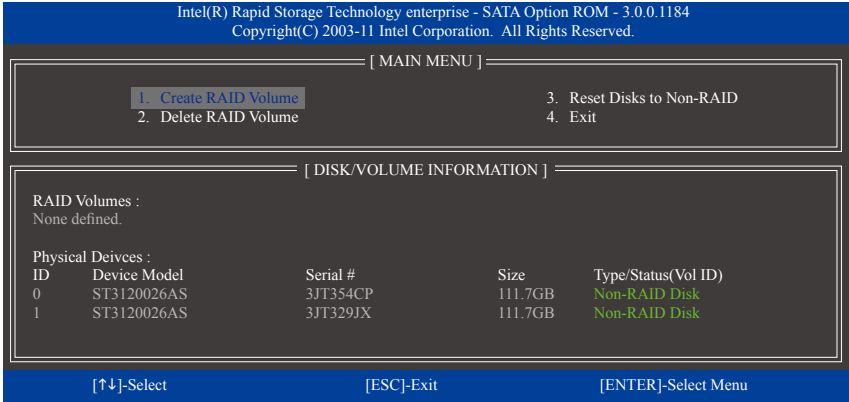 Intel(R) Rapid Storage Technology enterprise - SATA Option ROM - 3.0.0.1184
Copyright(C) 2003-11 Intel Corporation.  All Rights Reserved.
[ MAIN MENU ]
1. Create RAID Volume
2. Delete RAID Volume
3. Reset Disks to Non-RAID
4. Exit
[ DISK/VOLUME INFORMATION ]
RAID Volumes :
None defined.
Physical Deivces :
ID Device Model Serial # Size Type/Status(Vol ID)
0 ST3120026AS 3JT354CP 111.7GB Non-RAID Disk
1 ST3120026AS 3JT329JX 111.7GB Non-RAID Disk
[↑↓]-Select [ESC]-Exit [ENTER]-Select Menu